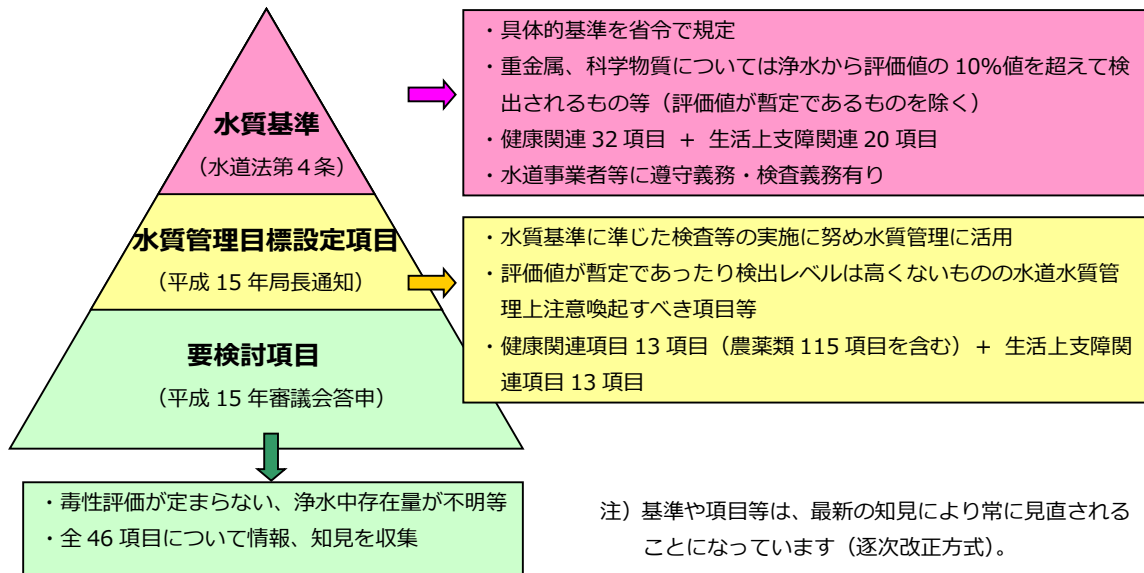 水質基準
（水道法第４条）
・具体的基準を省令で規定
・重金属、科学物質については浄水から評価値の 10%値を超えて検
出されるもの等（評価値が暫定であるものを除く）
・健康関連 32 項目 + 生活上支障関連 20 項目
・水道事業者等に遵守義務・検査義務有り
水質管理目標設定項目
（平成 15 年局長通知）
・水質基準に準じた検査等の実施に努め水質管理に活用
・評価値が暫定であったり検出レベルは高くないものの水道水質管
理上注意喚起すべき項目等
・健康関連項目 13 項目（農薬類 115 項目を含む）+ 生活上支障関
連項目 13 項目
要検討項目
（平成 15 年審議会答申）
・毒性評価が定まらない、浄水中存在量が不明等
・全 46 項目について情報、知見を収集
注）基準や項目等は、最新の知見により常に見直される
ことになっています（逐次改正方式）。